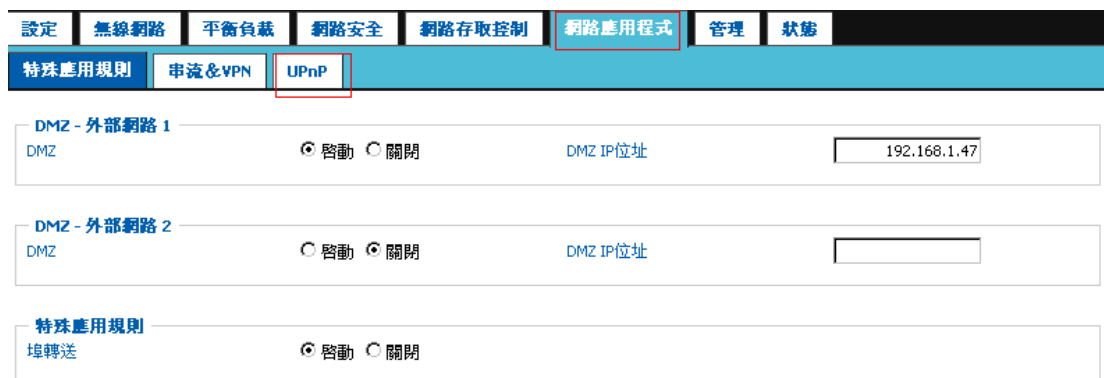 設定 無線網路 平衡負載 網路安全 網路存取控制 網路應用程式 管理 狀態
特殊應用規則 串流&VPN UPnP
DMZ - 外部網路 1
DMZ 啓動 關閉 DMZ IP位址 192.168.1.47
DMZ - 外部網路 2
DMZ 啓動 關閉 DMZ IP位址
特殊應用規則
埠轉送 啓動 關閉